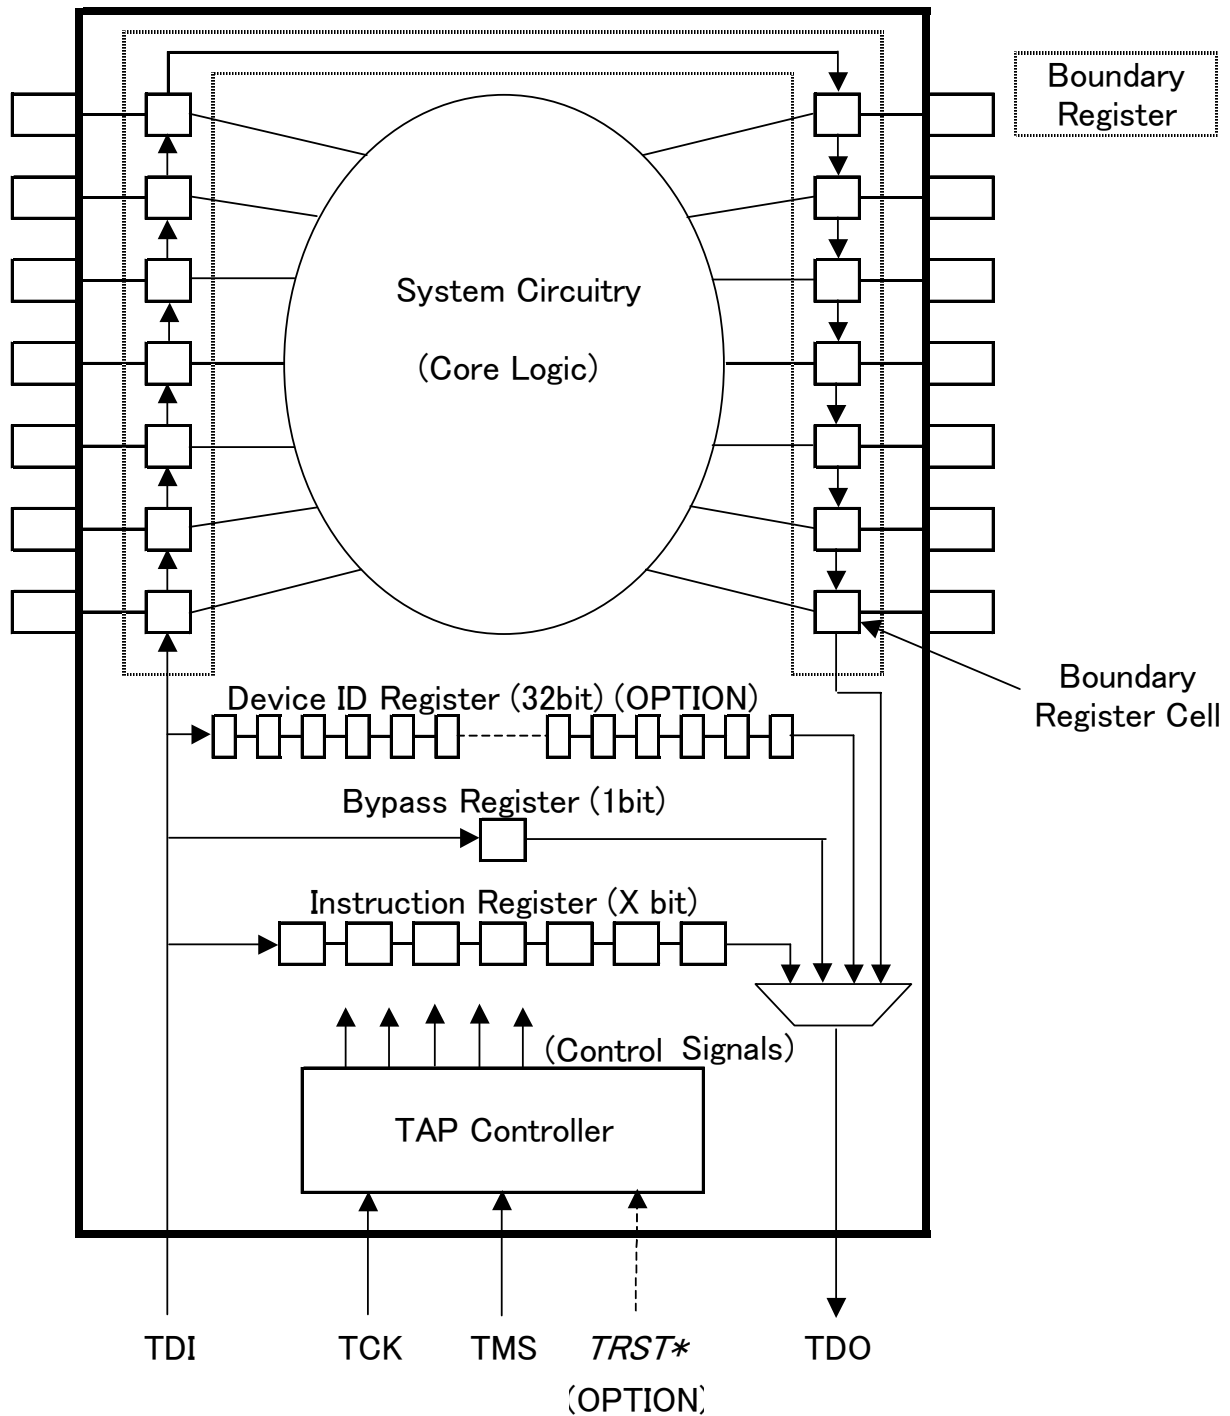 Boundary
Register
System Circuitry
(Core Logic)
Boundary
Register Cell
Device ID Register (32bit) (OPTION)
Bypass Register (1bit)
Instruction Register (X bit)
(Control Signals)
TAP Controller
TDI TCK TMS TRST* TDO
(OPTION)